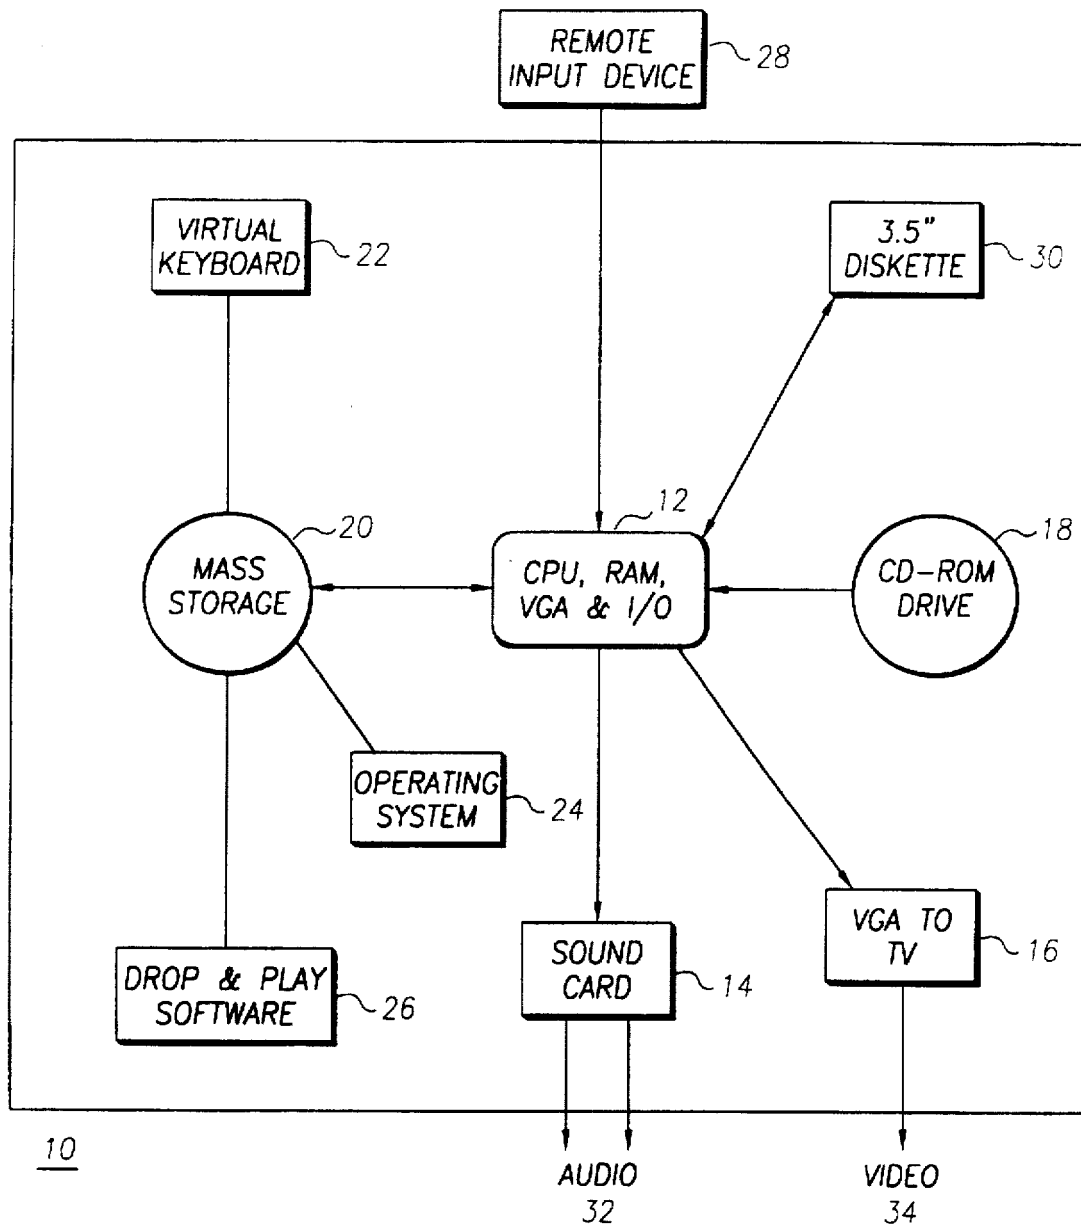 REMOTE
INPUT DEVICE
28
VIRTUAL
KEYBOARD
22
3.5"
DISKETTE
30
12
20
18
MASS
STORAGE
CPU, RAM,
VGA & I/O
CD-ROM
DRIVE
OPERATING
SYSTEM
24
VGA TO
TV
16
SOUND
CARD
14
DROP & PLAY
SOFTWARE
26
10
AUDIO
32
VIDEO
34